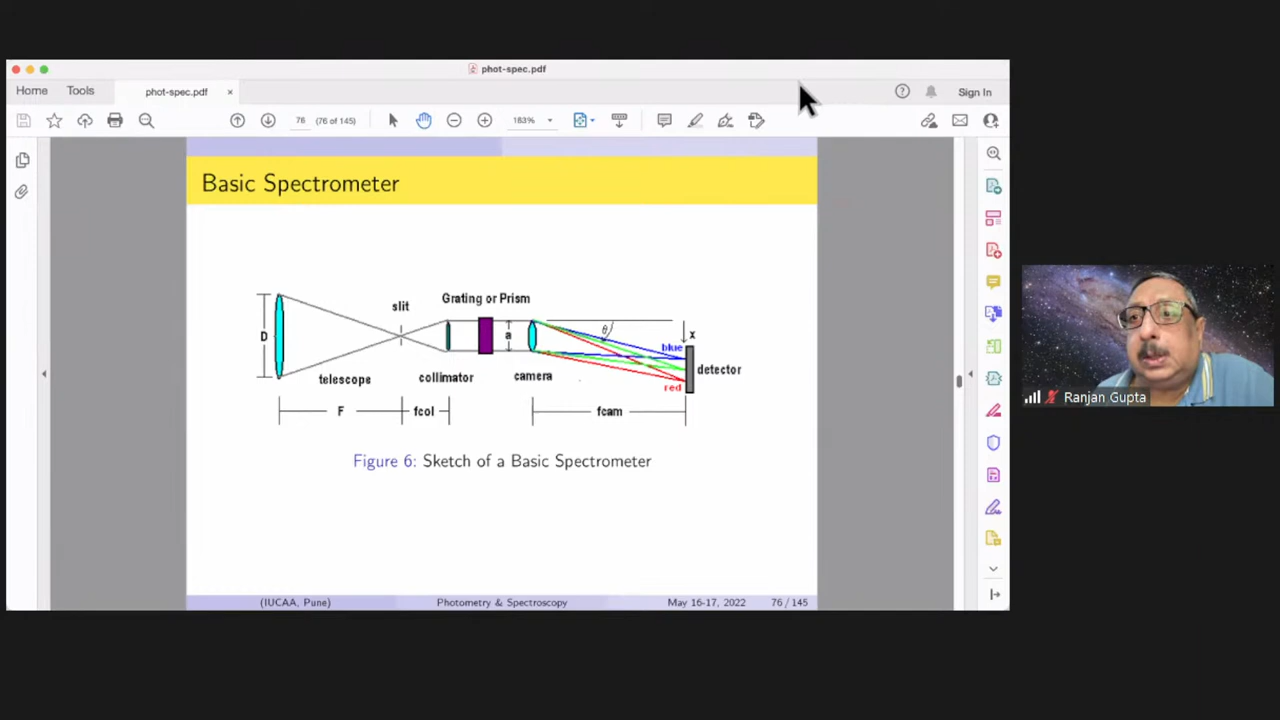 phot-spec.pdf
Home
Tools
phot-spec.pdf
×
Sign In
76
(76 of 145)
183%
Basic Spectrometer
Grating or Prism
slit
D
a
θ
x
blue
detector
red
telescope
collimator
camera
F
fcol
fcam
Figure 6: Sketch of a Basic Spectrometer
(IUCAA, Pune)
Photometry & Spectroscopy
May 16-17, 2022
76 / 145
Ranjan Gupta